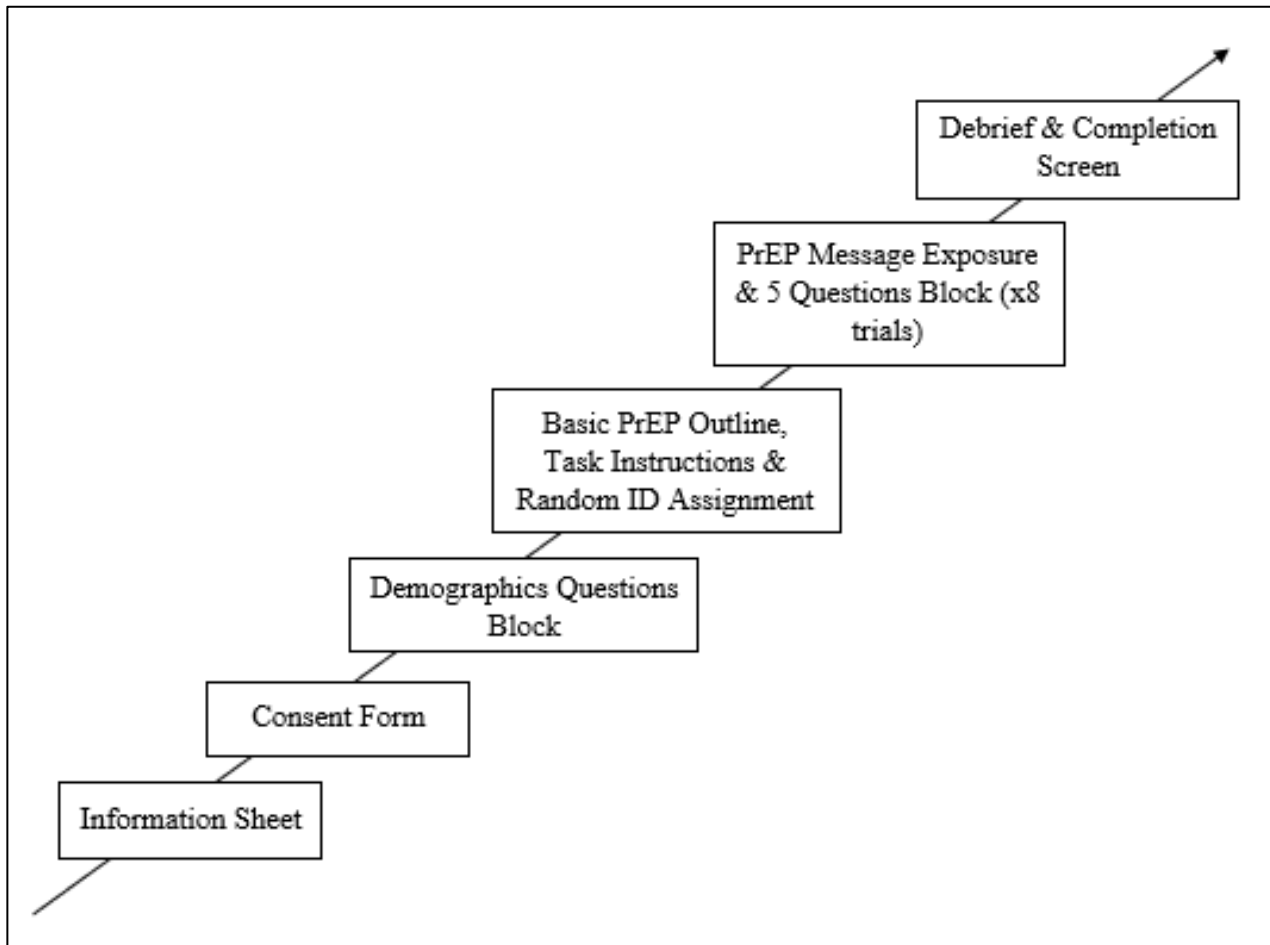 Debrief & Completion
Screen
PrEP Message Exposure
& 5 Questions Block (x8
trials)
Basic PrEP Outline,
Task Instructions &
Random ID Assignment
Demographics Questions
Block
Consent Form
Information Sheet